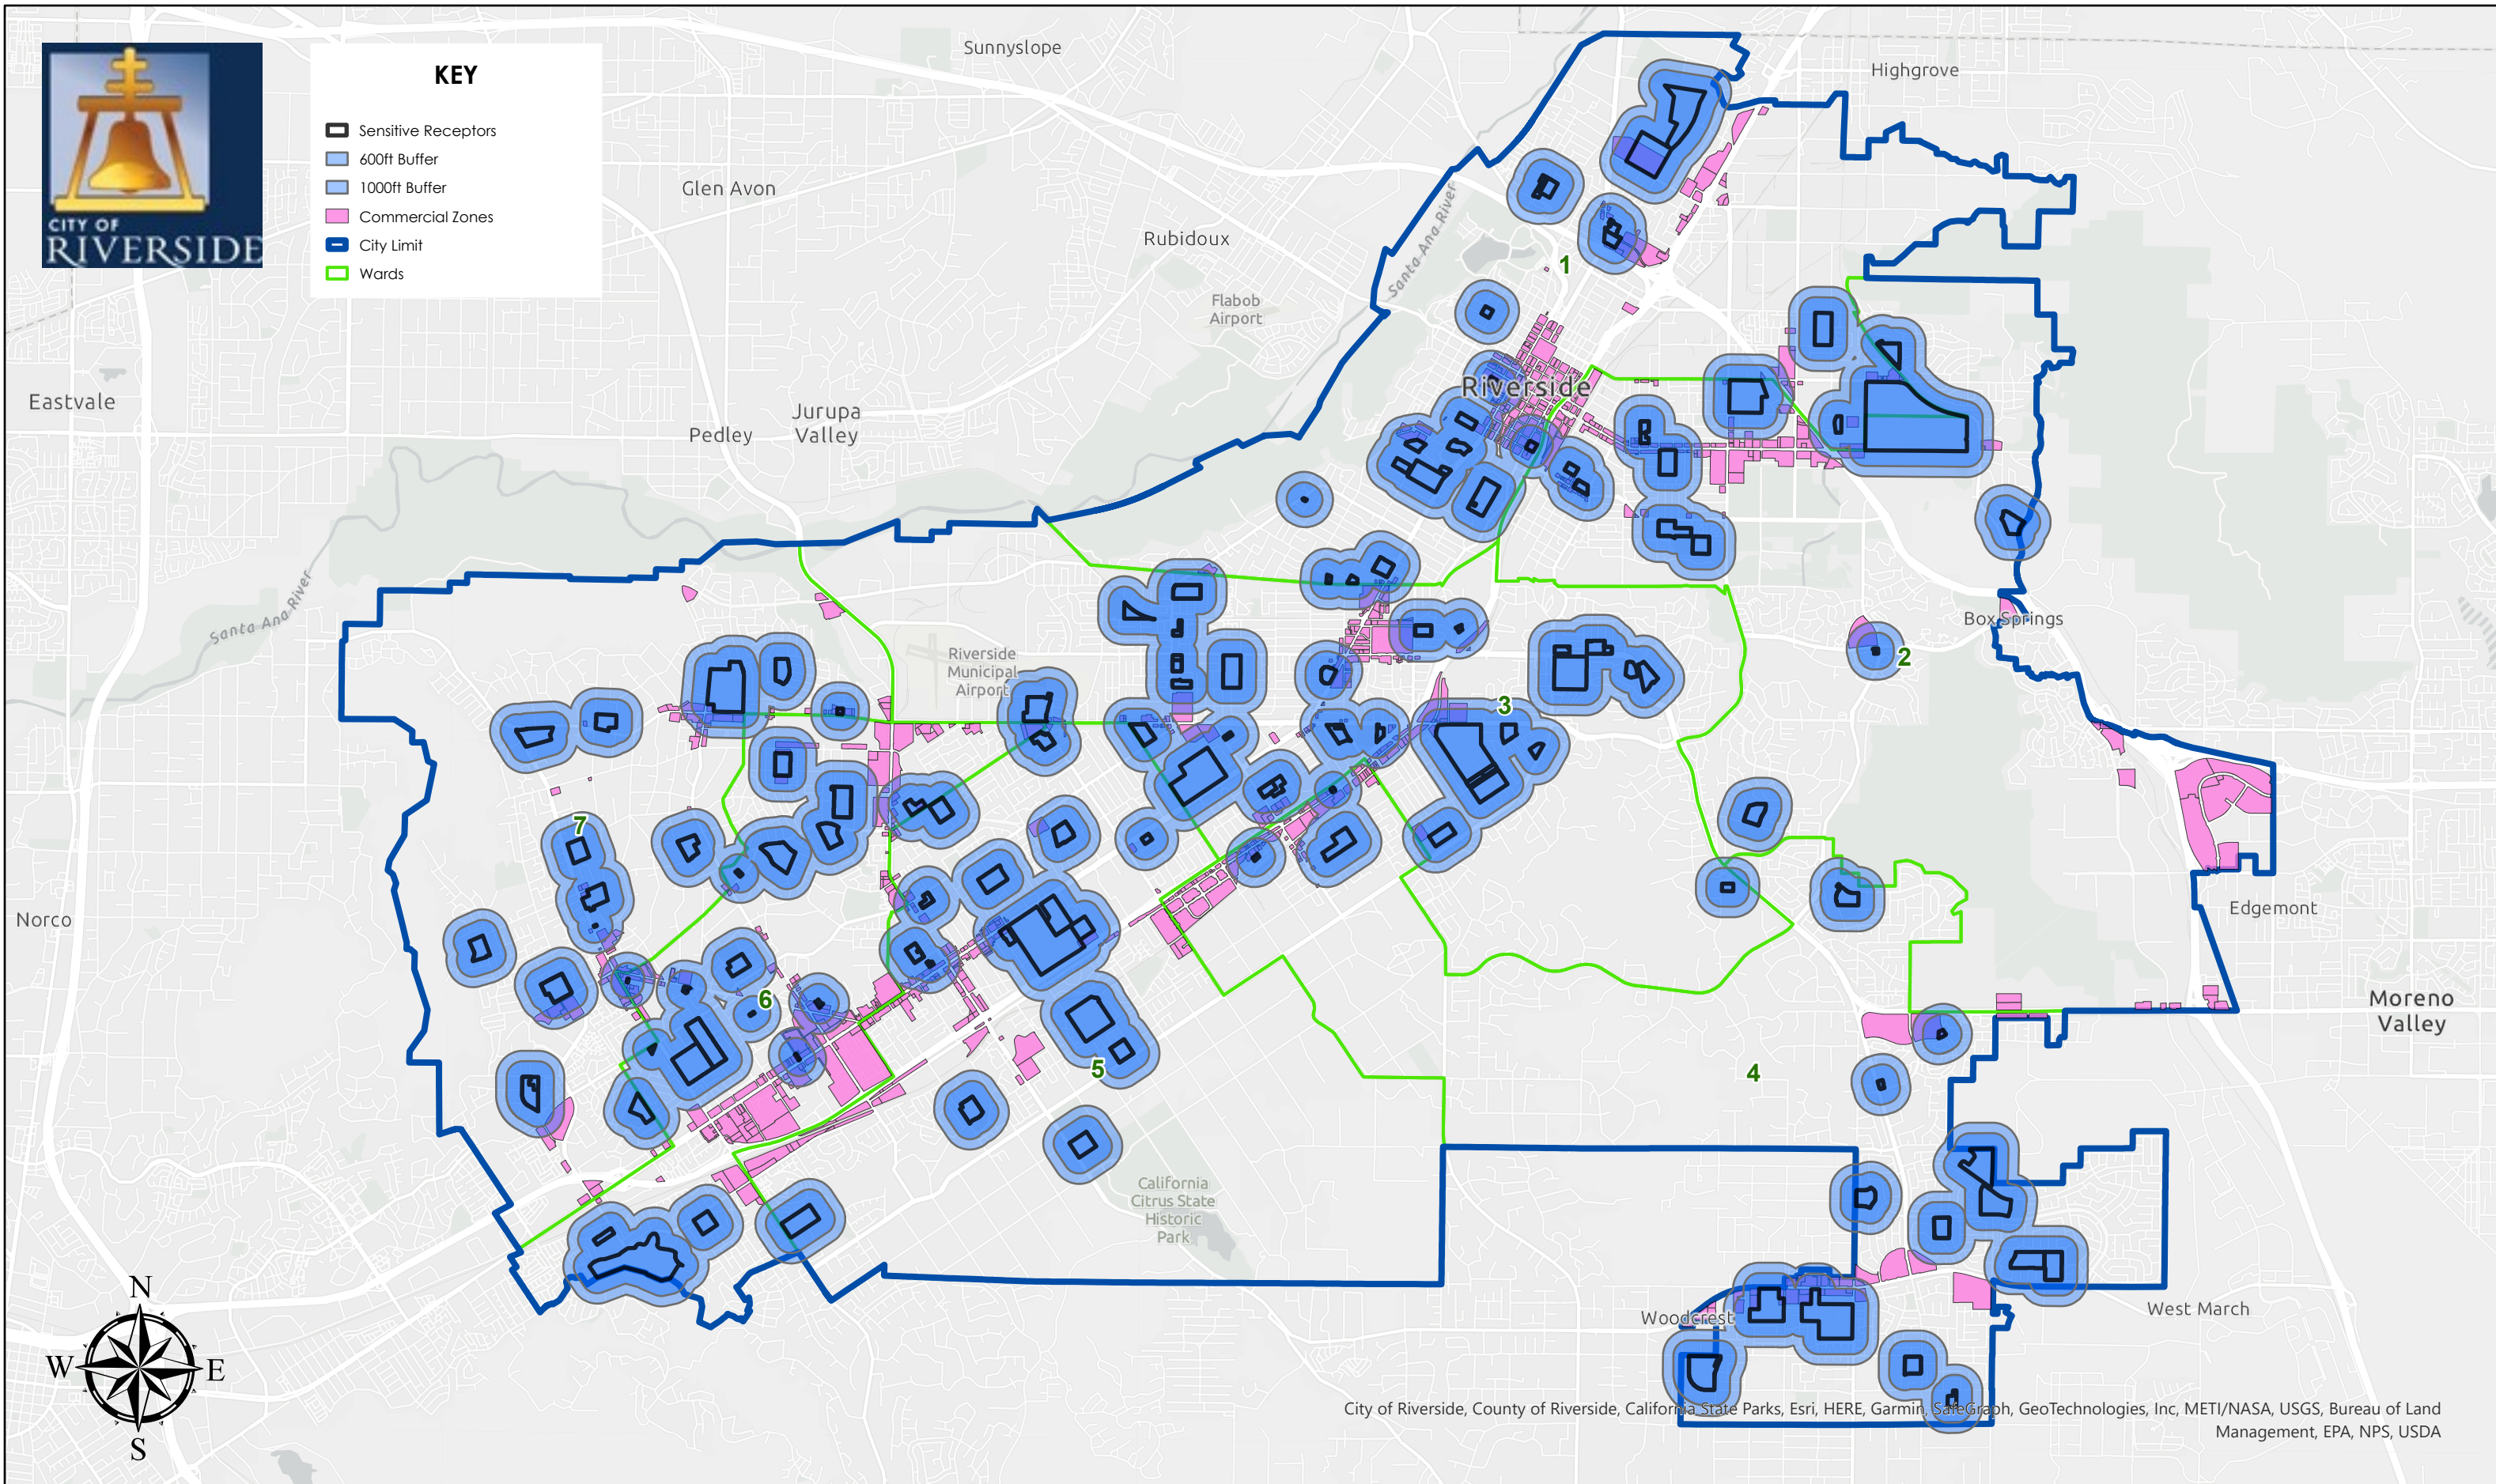 CITY OF
RIVERSIDE
KEY
Sensitive Receptors
600ft Buffer
1000ft Buffer
Commercial Zones
City Limit
Wards
Sunnyslope
Highgrove
Glen Avon
Rubidoux
Santa Ana River
1
Flabob
Airport
Riverside
Eastvale
Jurupa
Valley
Pedley
Santa Ana River
Box Springs
2
Riverside
Municipal
Airport
3
7
Norco
Edgemont
6
Moreno
Valley
5
4
California
Citrus State
Historic
Park
Woodcrest
West March
N
W
E
S
City of Riverside, County of Riverside, California State Parks, Esri, HERE, Garmin, SafeGraph, GeoTechnologies, Inc, METI/NASA, USGS, Bureau of Land
Management, EPA, NPS, USDA